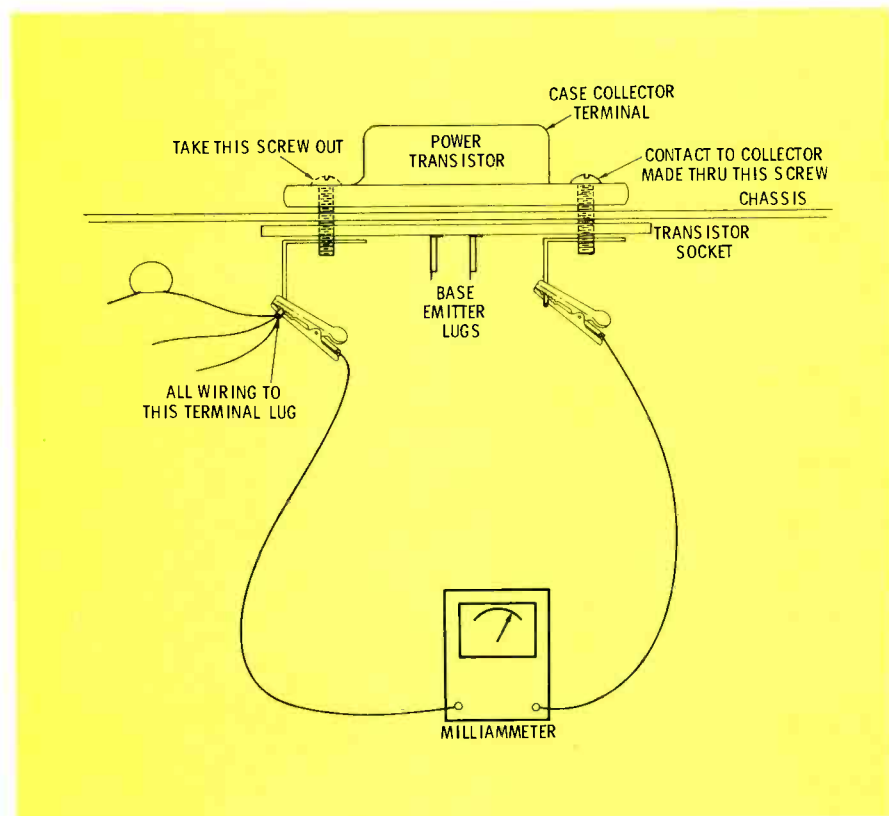 CASE COLLECTOR
TERMINAL
TAKE THIS SCREW OUT
POWER
TRANSISTOR
CONTACT TO COLLECTOR
MADE THRU THIS SCREW
CHASSIS
TRANSISTOR
SOCKET
BASE
EMITTER
LUGS
ALL WIRING TO
THIS TERMINAL LUG
MILLIAMMETER